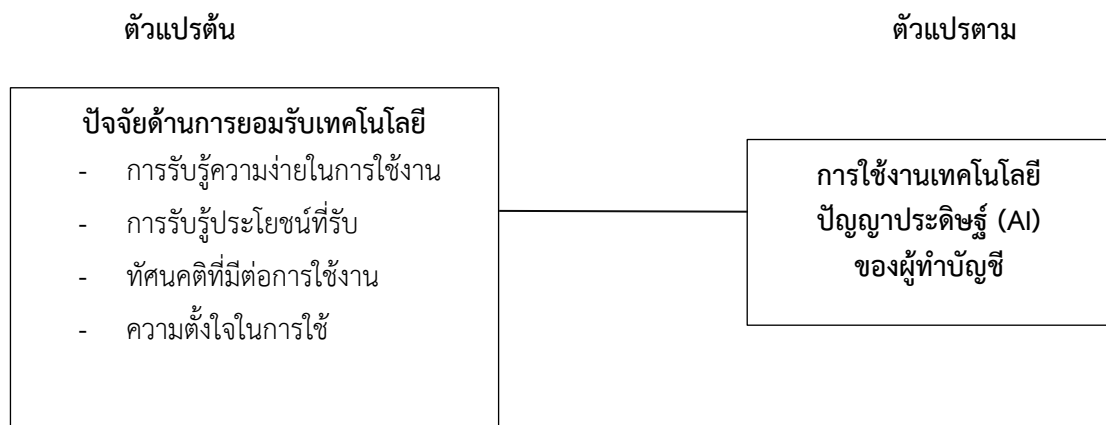 ตัวแปรต้น
ตัวแปรตาม
ปัจจัยด้านการยอมรับเทคโนโลยี
- การรับรู้ความง่ายในการใช้งาน
- การรับรู้ประโยชน์ที่รับ
- ทัศนคติที่มีต่อการใช้งาน
- ความตั้งใจในการใช้
การใช้งานเทคโนโลยี
ปัญญาประดิษฐ์ (AI)
ของผู้ทำบัญชี